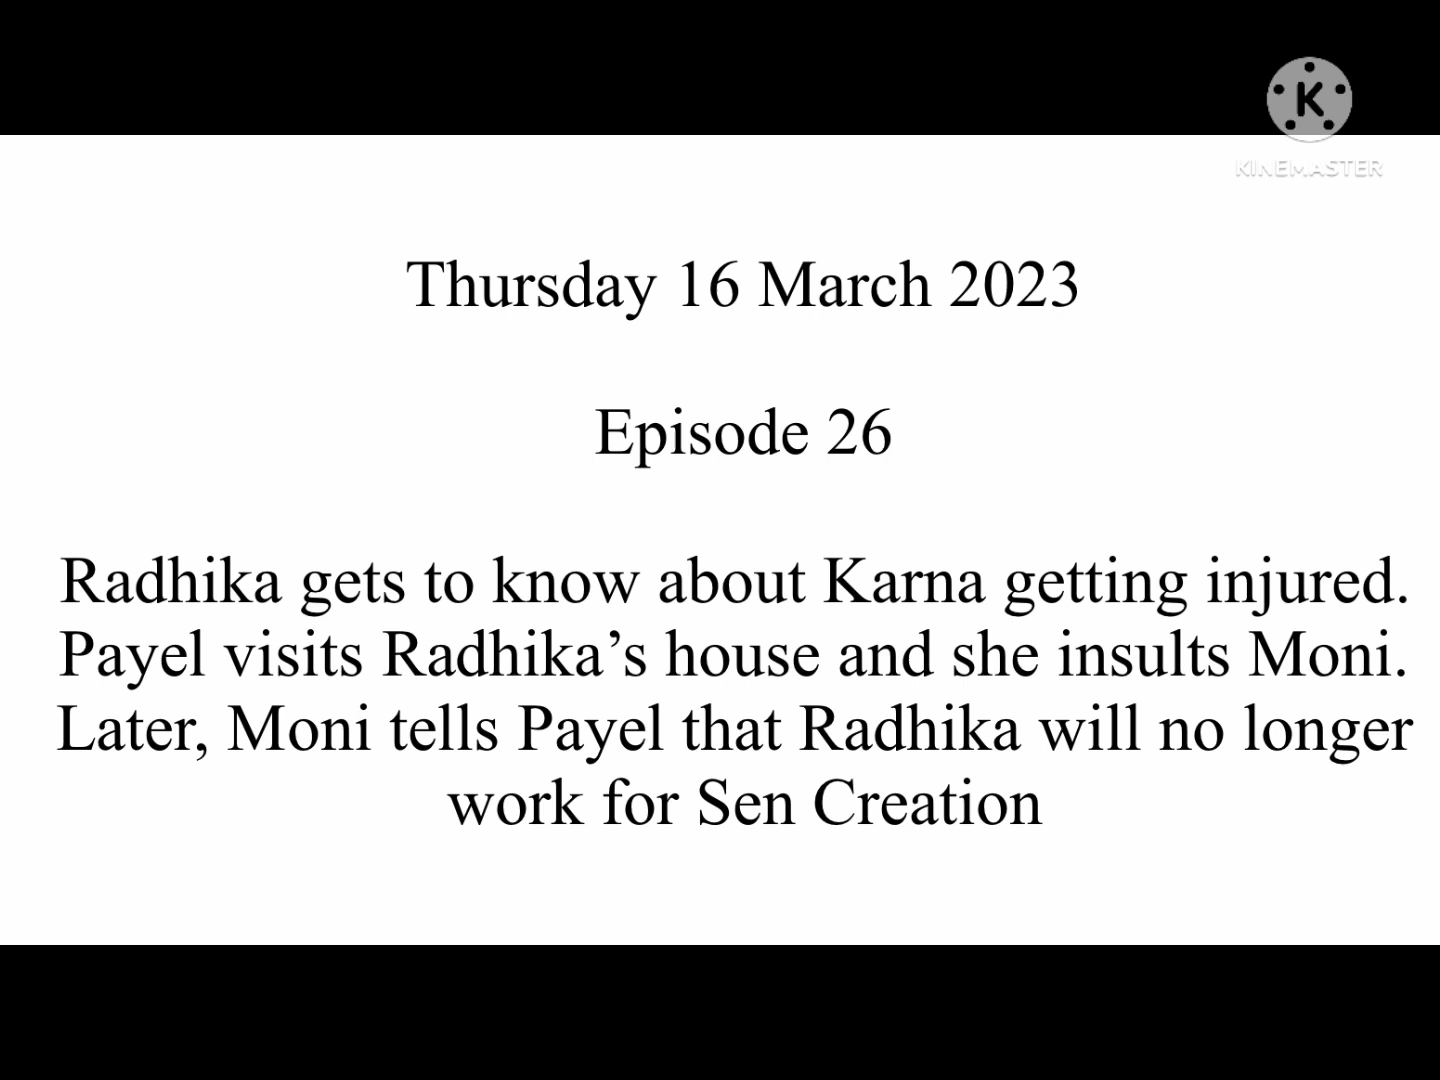 K
KINEMASTER
Thursday 16 March 2023
Episode 26
Radhika gets to know about Karna getting injured.
Payel visits Radhika’s house and she insults Moni.
Later, Moni tells Payel that Radhika will no longer
work for Sen Creation